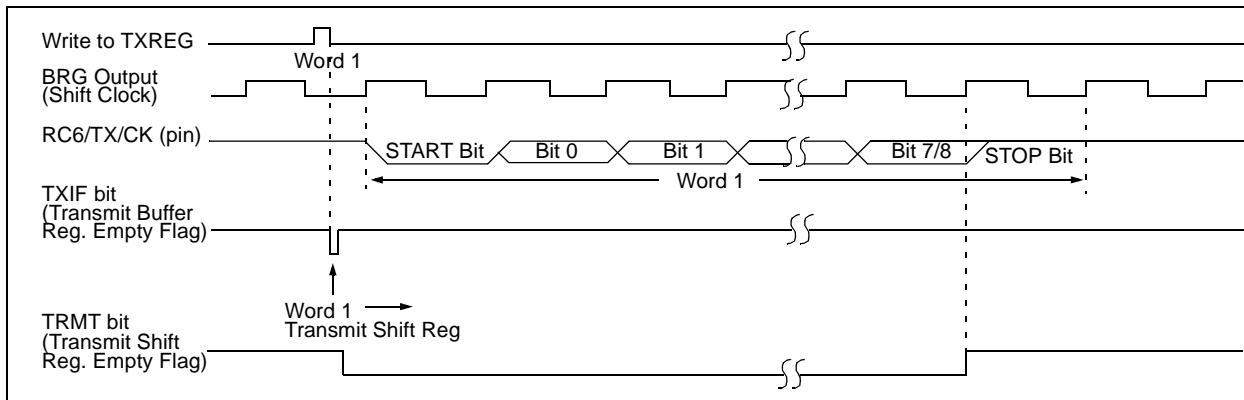 Write to TXREG
Word 1
BRG Output
(Shift Clock)
RC6/TX/CK (pin)
START Bit
Bit 0
Bit 1
Bit 7/8
STOP Bit
Word 1
TXIF bit
(Transmit Buffer
Reg. Empty Flag)
Word 1
Transmit Shift Reg
TRMT bit
(Transmit Shift
Reg. Empty Flag)